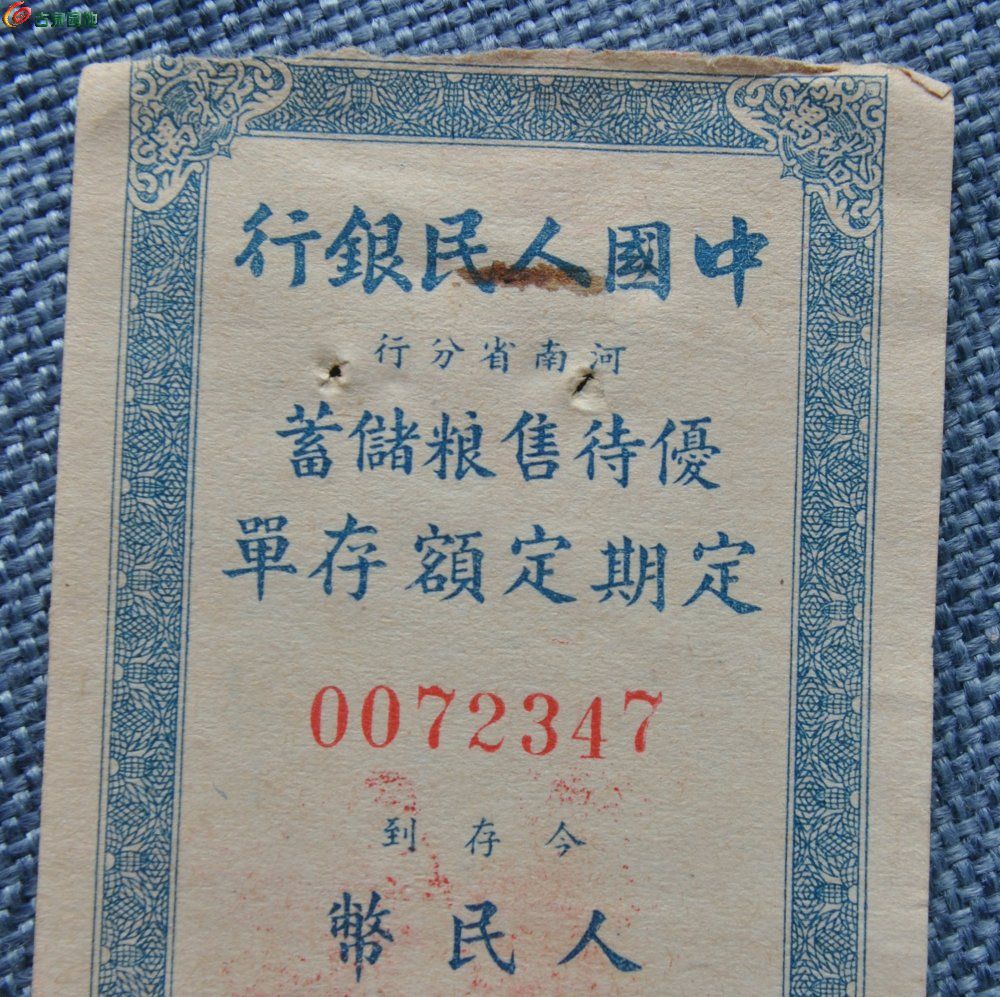 中國人民銀行
河南省分行
優待售粮儲蓄
定期定額存單
0072347
今存到
人民幣